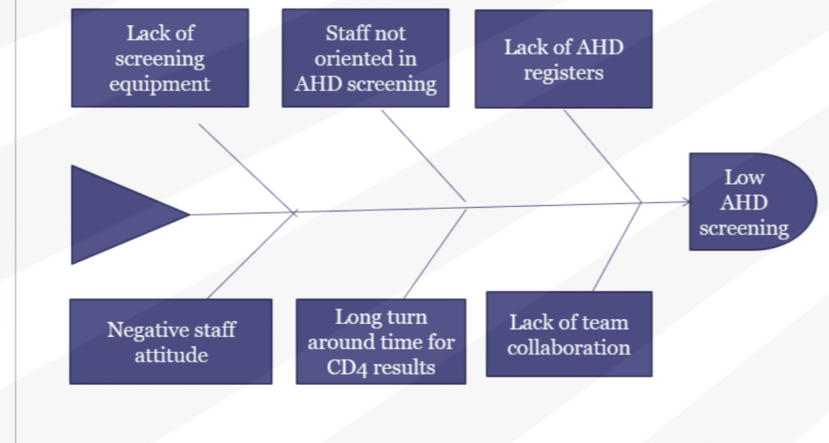 Lack of
screening
equipment
Staff not
oriented in
AHD screening
Lack of AHD
registers
Low
AHD
screening
Negative staff
attitude
Long turn
around time for
CD4 results
Lack of team
collaboration